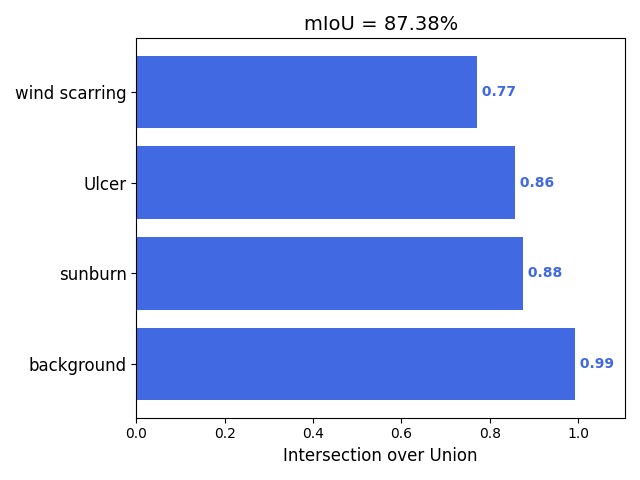 mIoU = 87.38%
wind scarring
0.77
Ulcer
0.86
sunburn
0.88
background
0.99
0.0 0.2 0.4 0.6 0.8 1.0
Intersection over Union